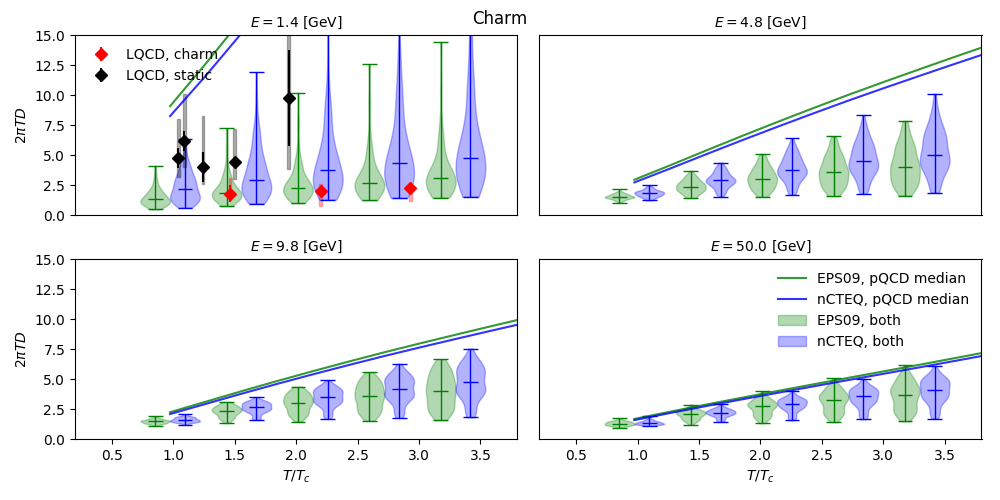 Charm
E = 1.4 [GeV]
E = 4.8 [GeV]
15.0
12.5
10.0
7.5
5.0
2.5
0.0
2πTD
LQCD, charm
LQCD, static
E = 9.8 [GeV]
E = 50.0 [GeV]
15.0
12.5
10.0
7.5
5.0
2.5
0.0
2πTD
EPS09, pQCD median
nCTEQ, pQCD median
EPS09, both
nCTEQ, both
0.5 1.0 1.5 2.0 2.5 3.0 3.5
0.5 1.0 1.5 2.0 2.5 3.0 3.5
T/T_c
T/T_c